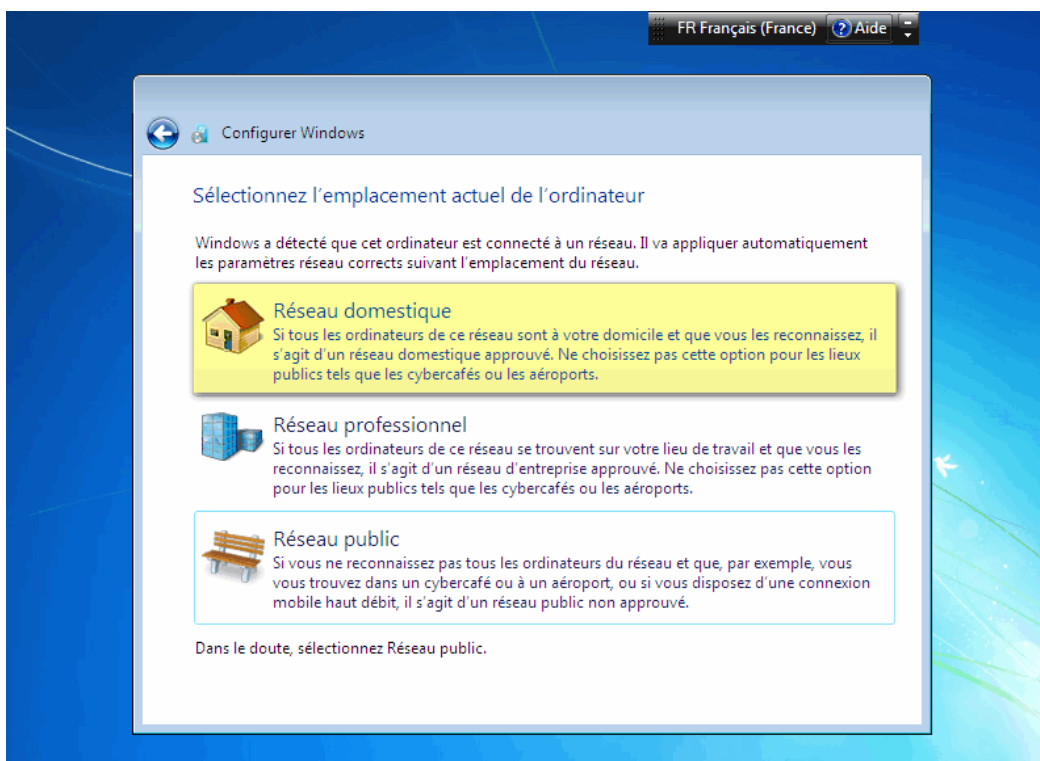 FR Français (France) ? Aide
Configurer Windows
Sélectionnez l'emplacement actuel de l'ordinateur
Windows a détecté que cet ordinateur est connecté à un réseau. Il va appliquer automatiquement
les paramètres réseau corrects suivant l'emplacement du réseau.
Réseau domestique
Si tous les ordinateurs de ce réseau sont à votre domicile et que vous les reconnaissez, il
s'agit d'un réseau domestique approuvé. Ne choisissez pas cette option pour les lieux
publics tels que les cybercafés ou les aéroports.
Réseau professionnel
Si tous les ordinateurs de ce réseau se trouvent sur votre lieu de travail et que vous les
reconnaissez, il s'agit d'un réseau d'entreprise approuvé. Ne choisissez pas cette option
pour les lieux publics tels que les cybercafés ou les aéroports.
Réseau public
Si vous ne reconnaissez pas tous les ordinateurs du réseau et que, par exemple, vous
vous trouvez dans un cybercafé ou à un aéroport, ou si vous disposez d'une connexion
mobile haut débit, il s'agit d'un réseau public non approuvé.
Dans le doute, sélectionnez Réseau public.